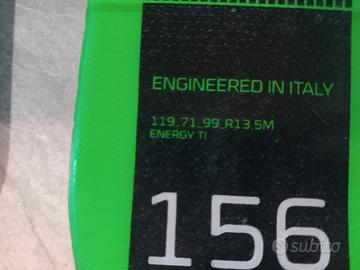 ENGINEERED IN ITALY
119_71_99_R13.5M
ENERGY TI
156
subito